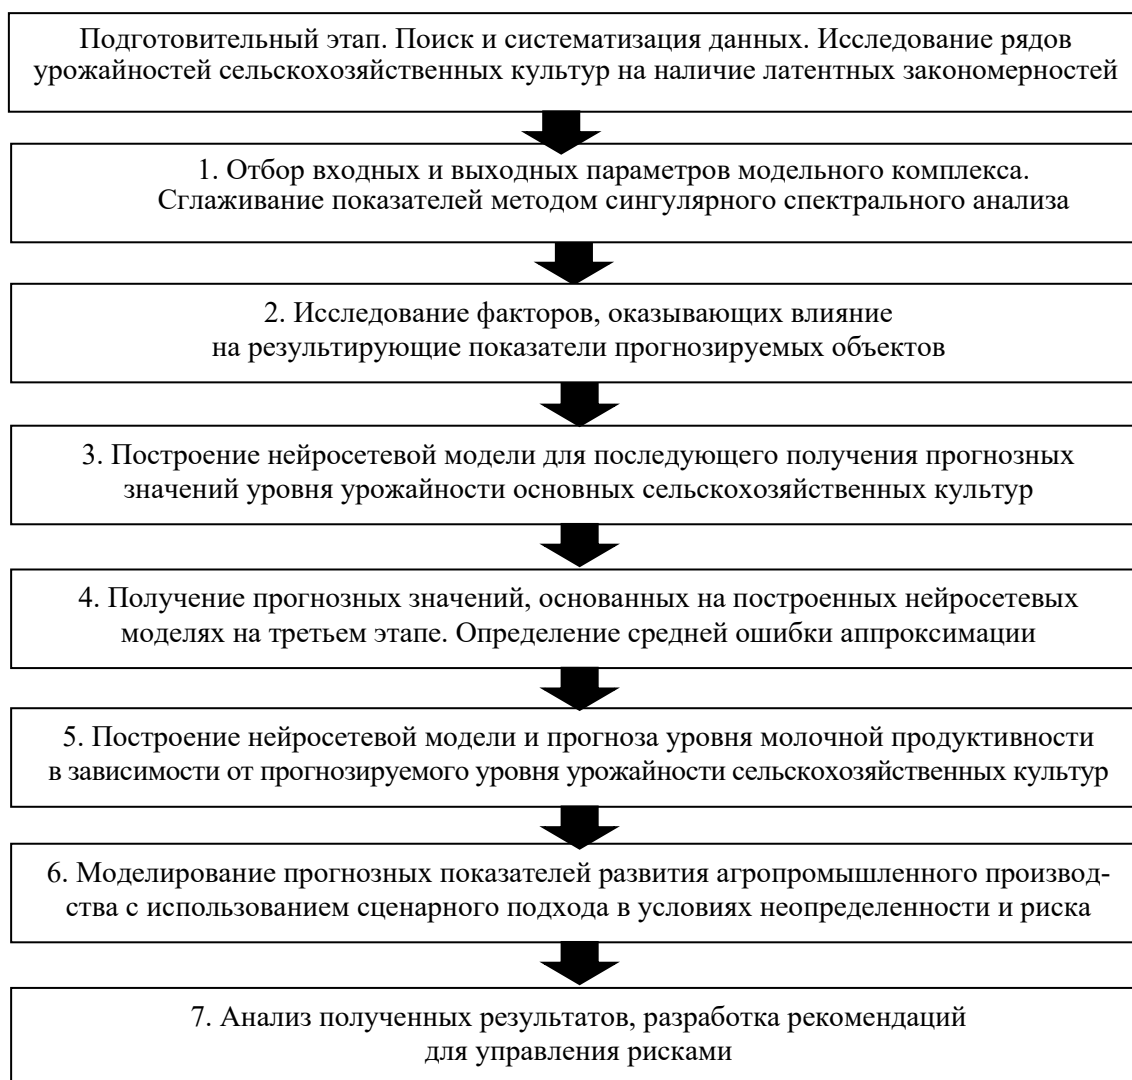 Подготовительный этап. Поиск и систематизация данных. Исследование рядов
урожайностей сельскохозяйственных культур на наличие латентных закономерностей
1. Отбор входных и выходных параметров модельного комплекса.
Сглаживание показателей методом сингулярного спектрального анализа
2. Исследование факторов, оказывающих влияние
на результирующие показатели прогнозируемых объектов
3. Построение нейросетевой модели для последующего получения прогнозных
значений уровня урожайности основных сельскохозяйственных культур
4. Получение прогнозных значений, основанных на построенных нейросетевых
моделях на третьем этапе. Определение средней ошибки аппроксимации
5. Построение нейросетевой модели и прогноза уровня молочной продуктивности
в зависимости от прогнозируемого уровня урожайности сельскохозяйственных культур
6. Моделирование прогнозных показателей развития агропромышленного производ-
ства с использованием сценарного подхода в условиях неопределенности и риска
7. Анализ полученных результатов, разработка рекомендаций
для управления рисками